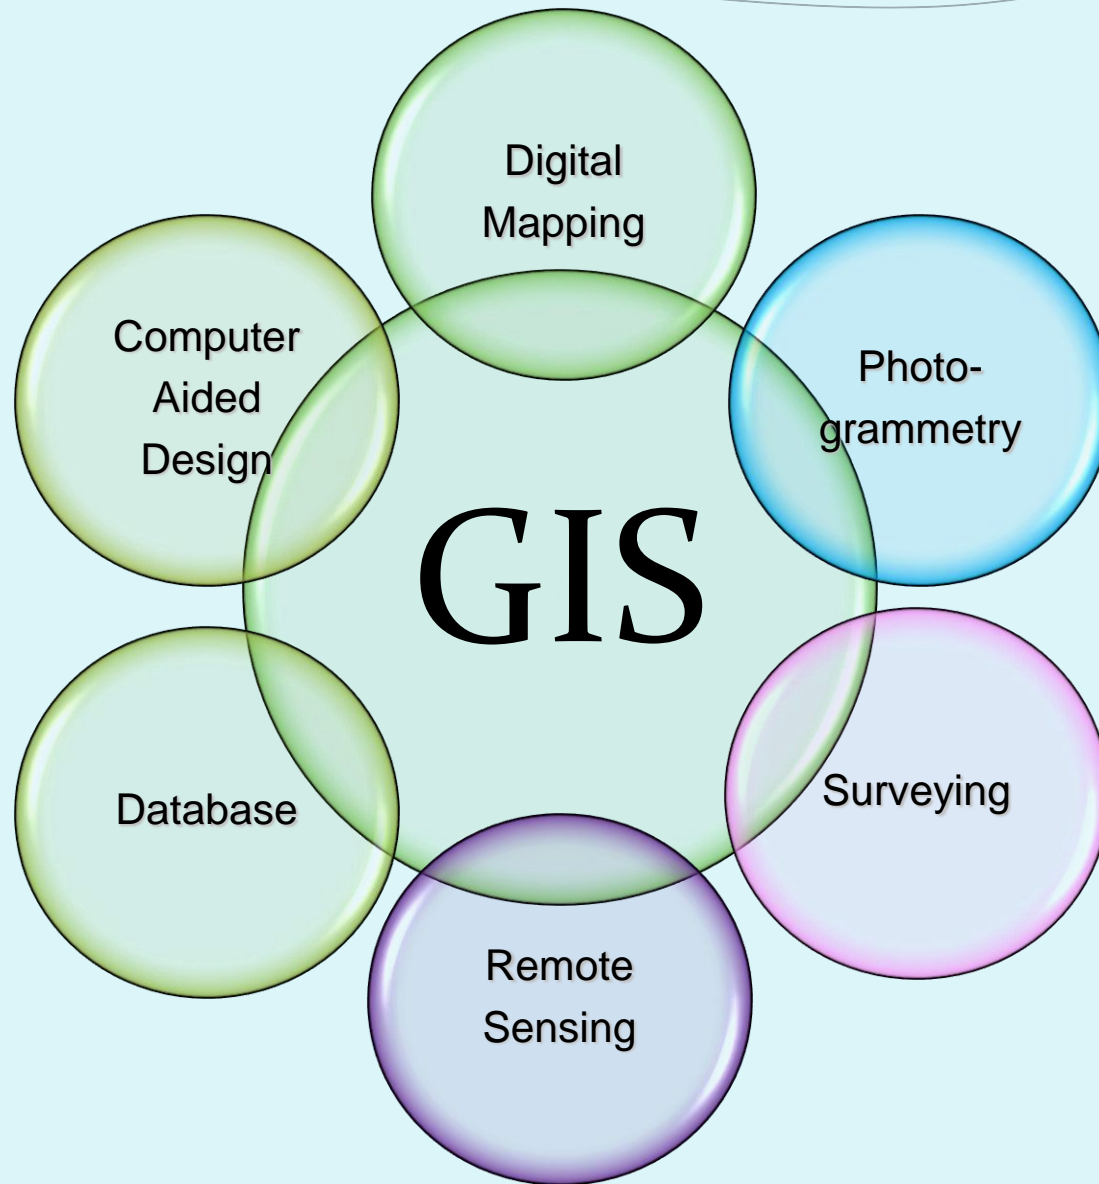 Digital
Mapping
Computer
Aided
Design
Photo-
grammetry
GIS
Database
Surveying
Remote
Sensing